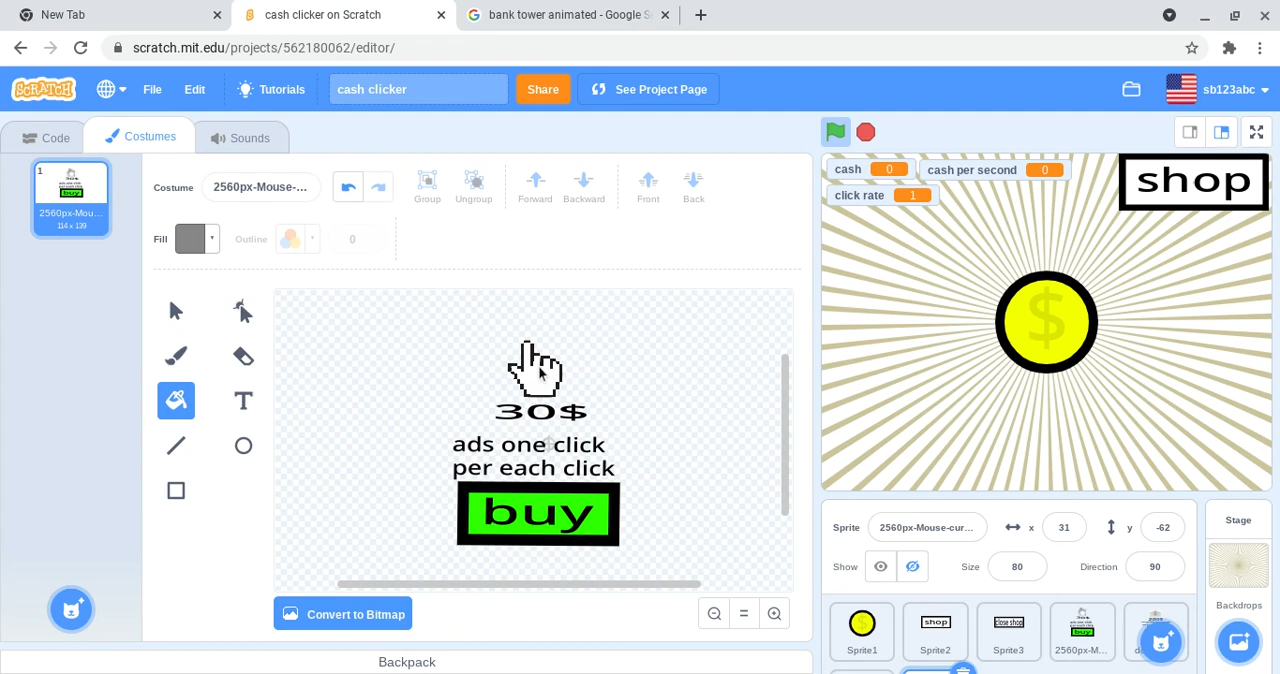 New Tab
cash clicker on Scratch
bank tower animated - Google S
scratch.mit.edu/projects/562180062/editor/
SCRATCH
File
Edit
Tutorials
cash clicker
Share
See Project Page
sb123abc
Code
Costumes
Sounds
1
2560px-Mou...
114 x 139
Costume
2560px-Mouse-...
Group
Ungroup
Forward
Backward
Front
Back
Fill
Outline
0
30$
ads one click
per each click
buy
Convert to Bitmap
Backpack
cash 0
cash per second 0
click rate 1
shop
$
Sprite
2560px-Mouse-cur...
x
31
y
-62
Show
Size
80
Direction
90
Stage
Backdrops
$
Sprite1
shop
Sprite2
close shop
Sprite3
buy
2560px-M...